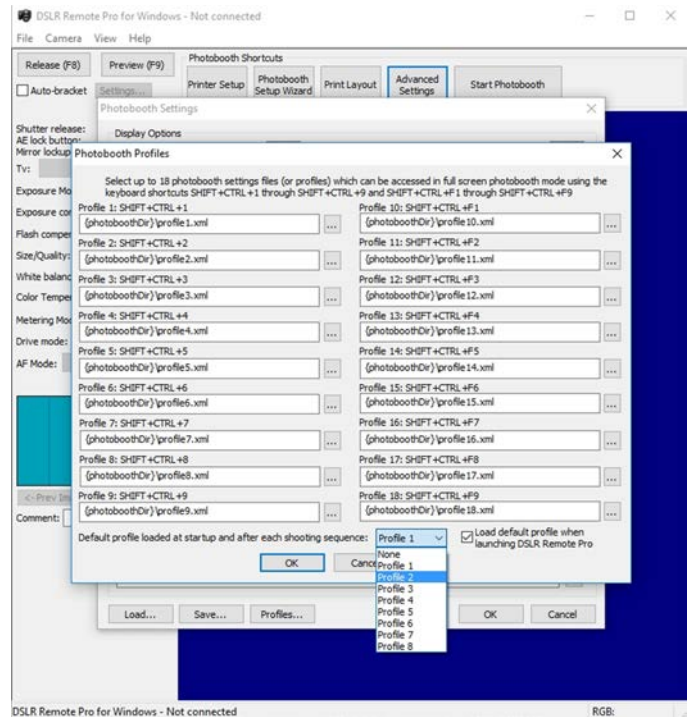 DSLR Remote Pro for Windows - Not connected
File Camera View Help
Release (F8) Preview (F9) Photobooth Shortcuts
Auto-bracket Settings... Printer Setup Photobooth Setup Wizard Print Layout Advanced Settings Start Photobooth
Photobooth Settings
Shutter release: Display Options
AE lock button:
Mirror lockup
Photobooth Profiles
Tv:
Select up to 18 photobooth settings files (or profiles) which can be accessed in full screen photobooth mode using the
keyboard shortcuts SHIFT+CTRL+1 through SHIFT+CTRL+9 and SHIFT+CTRL+F1 through SHIFT+CTRL+F9
Exposure Mo
Profile 1: SHIFT+CTRL+1 Profile 10: SHIFT+CTRL+F1
Exposure cor
{photoboothDir}\profile1.xml ... {photoboothDir}\profile10.xml ...
Flash comper
Profile 2: SHIFT+CTRL+2 Profile 11: SHIFT+CTRL+F2
Size/Quality:
{photoboothDir}\profile2.xml ... {photoboothDir}\profile11.xml ...
White balanc
Profile 3: SHIFT+CTRL+3 Profile 12: SHIFT+CTRL+F3
Color Temper
{photoboothDir}\profile3.xml ... {photoboothDir}\profile12.xml ...
Metering Mo
Profile 4: SHIFT+CTRL+4 Profile 13: SHIFT+CTRL+F4
{photoboothDir}\profile4.xml ... {photoboothDir}\profile13.xml ...
Drive mode:
Profile 5: SHIFT+CTRL+5 Profile 14: SHIFT+CTRL+F5
AF Mode:
{photoboothDir}\profile5.xml ... {photoboothDir}\profile14.xml ...
Profile 6: SHIFT+CTRL+6 Profile 15: SHIFT+CTRL+F6
{photoboothDir}\profile6.xml ... {photoboothDir}\profile15.xml ...
Profile 7: SHIFT+CTRL+7 Profile 16: SHIFT+CTRL+F7
{photoboothDir}\profile7.xml ... {photoboothDir}\profile16.xml ...
Profile 8: SHIFT+CTRL+8 Profile 17: SHIFT+CTRL+F8
{photoboothDir}\profile8.xml ... {photoboothDir}\profile17.xml ...
<-Prev Im
Profile 9: SHIFT+CTRL+9 Profile 18: SHIFT+CTRL+F9
{photoboothDir}\profile9.xml ... {photoboothDir}\profile18.xml ...
Comment:
Default profile loaded at startup and after each shooting sequence: Profile 1 Load default profile when
launching DSLR Remote Pro
None
OK Cance
Profile 1
Profile 2
Profile 3
Profile 4
Profile 5
Profile 6
Profile 7
Profile 8
Load... Save... Profiles... OK Cancel
DSLR Remote Pro for Windows - Not connected RGB: